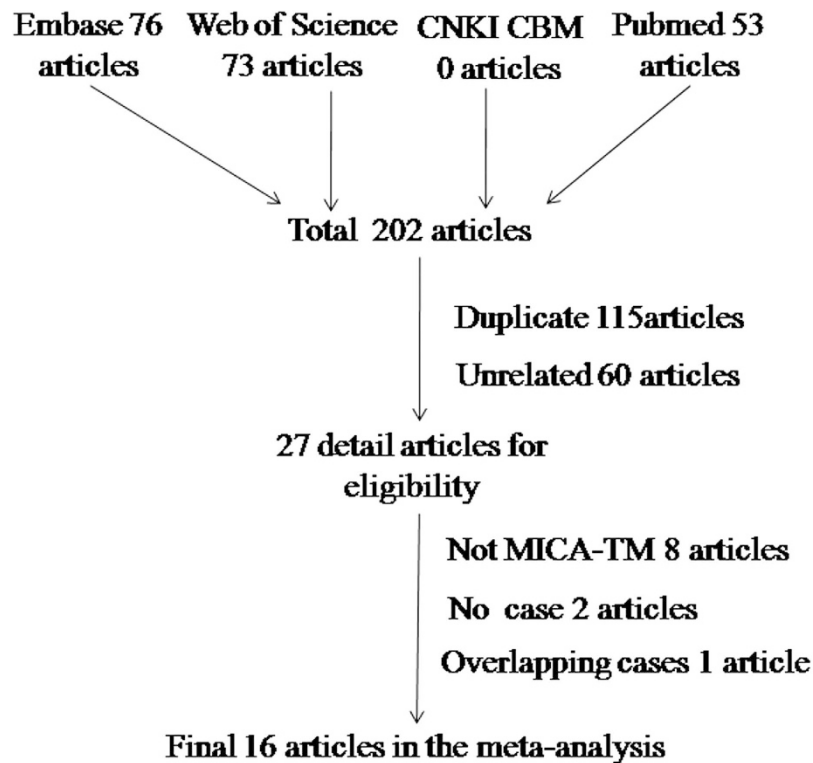 Embase 76
articles
Web of Science
73 articles
CNKI CBM
0 articles
Pubmed 53
articles
Total 202 articles
Duplicate 115articles
Unrelated 60 articles
27 detail articles for
eligibility
Not MICA-TM 8 articles
No case 2 articles
Overlapping cases 1 article
Final 16 articles in the meta-analysis